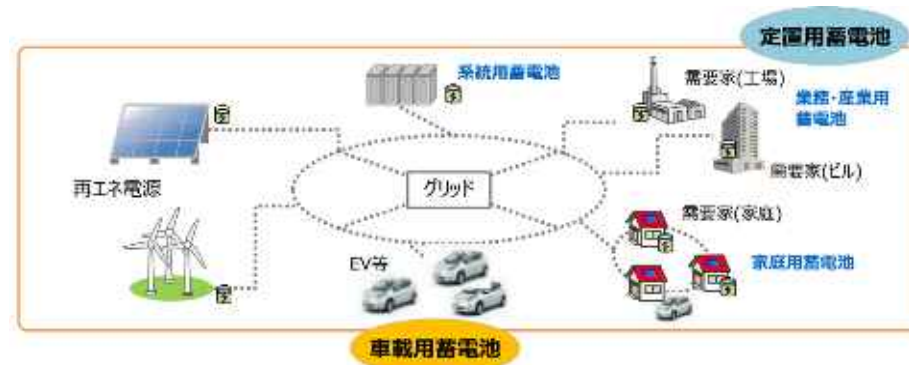 定置用蓄電池
系統用蓄電池
需要家(工場)
業務・産業用
蓄電池
需要家(ビル)
再エネ電源
グリッド
需要家(家庭)
家庭用蓄電池
EV等
車載用蓄電池